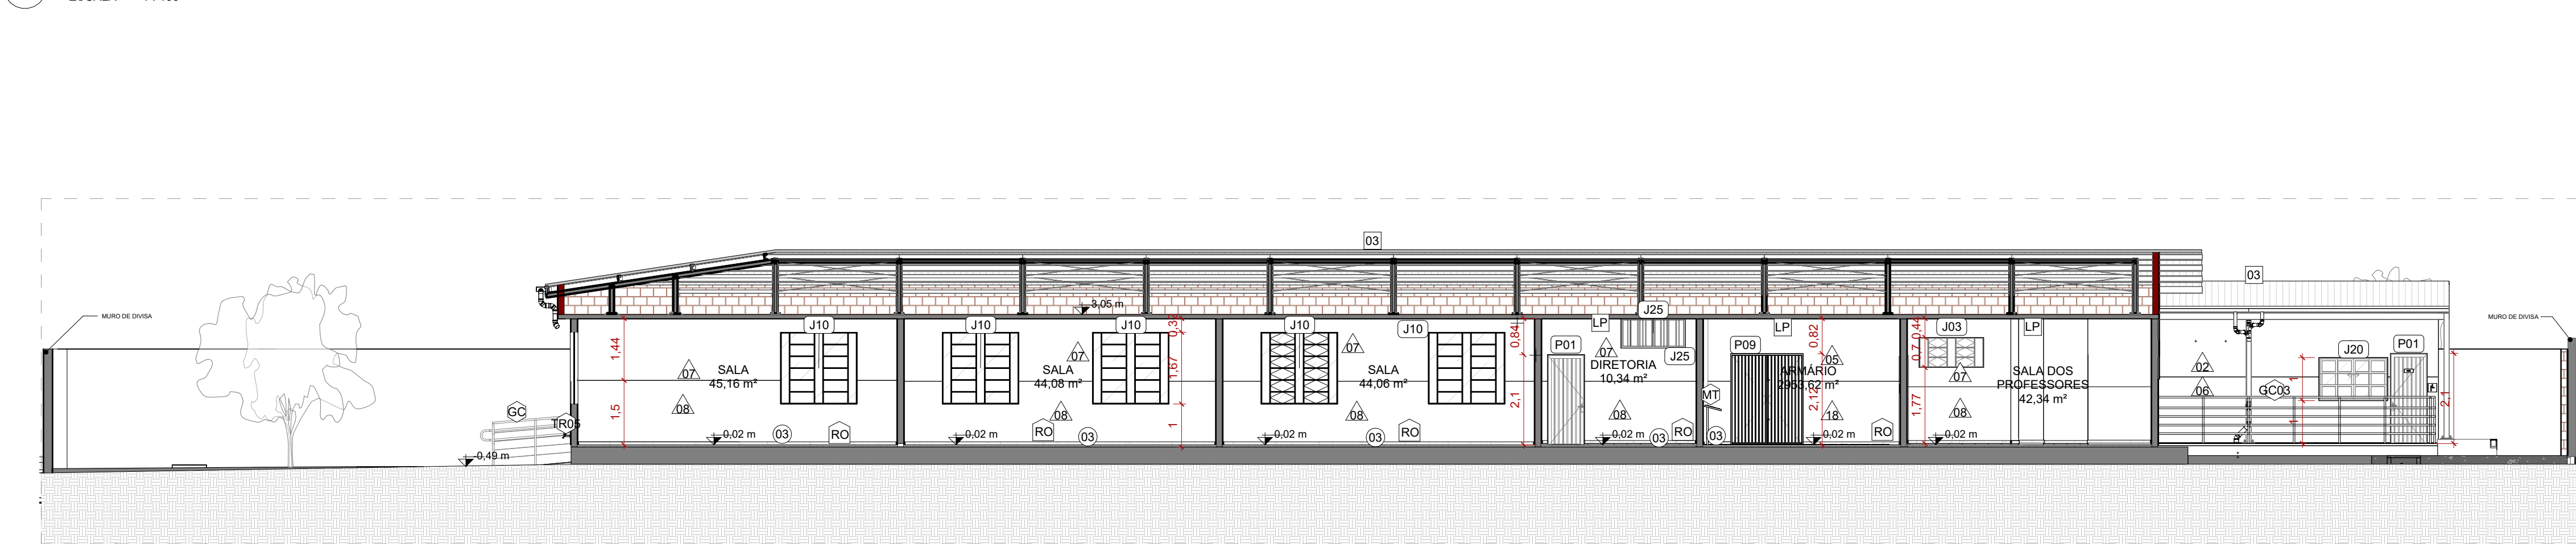 03
03
3,05 m
MURO DE DIVISA
MURO DE DIVISA
J10
J10
J10
J10
J10
LP
J25
J25
LP
J03
LP
P01
P09
J20
P01
1,44
1,5
SALA
45,16 m²
07
08
0,02 m
03
RO
SALA
44,08 m²
07
08
0,02 m
RO
03
1,67
1
SALA
44,06 m²
07
08
0,02 m
03
RO
0,84
2,1
DIRETORIA
10,34 m²
07
08
0,02 m
03
RO
MT
03
ARMÁRIO
2953,62 m²
05
18
0,82
2,12
0,02 m
RO
0,44
0,7
1,77
07
08
0,02 m
SALA DOS
PROFESSORES
42,34 m²
02
06
GC03
1
1
2,1
GC
TR05
-0,49 m